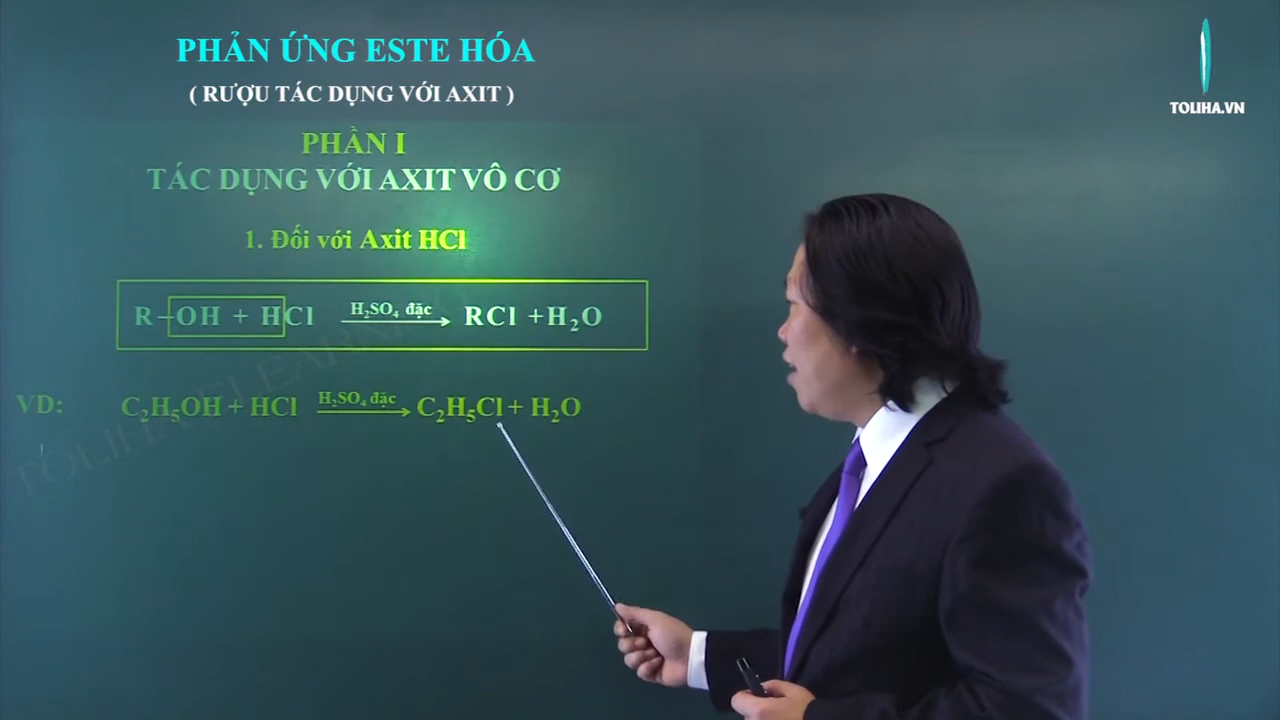 PHẢN ỨNG ESTE HÓA
( RƯỢU TÁC DỤNG VỚI AXIT )
TOLIHA.VN
PHẦN I
TÁC DỤNG VỚI AXIT VÔ CƠ
1. Đối với Axit HCl
R–OH + HCl H₂SO₄ đặc → RCl +H₂O
VD: C₂H₅OH + HCl H₂SO₄ đặc → C₂H₅Cl + H₂O